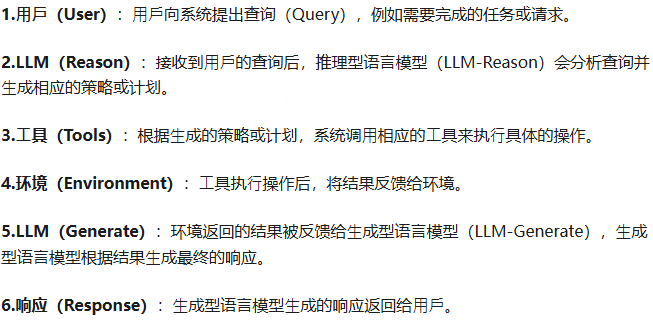 1.用戶（User）：用戶向系统提出查询（Query），例如需要完成的任务或请求。
2.LLM（Reason）：接收到用戶的查询后，推理型语言模型（LLM-Reason）会分析查询并
生成相应的策略或计划。
3.工具（Tools）：根据生成的策略或计划，系统调用相应的工具来执行具体的操作。
4.环境（Environment）：工具执行操作后，将结果反馈给环境。
5.LLM（Generate）：环境返回的结果被反馈给生成型语言模型（LLM-Generate），生成
型语言模型根据结果生成最终的响应。
6.响应（Response）：生成型语言模型生成的响应返回给用戶。